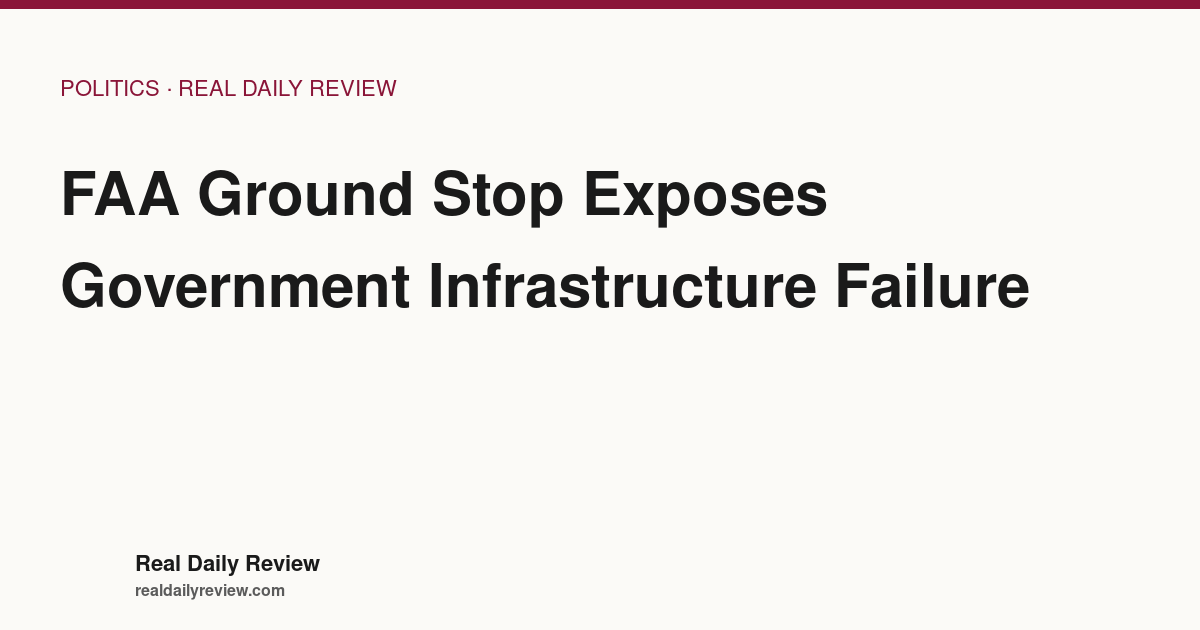 POLITICS · REAL DAILY REVIEW
FAA Ground Stop Exposes
Government Infrastructure Failure
Real Daily Review
realdailyreview.com